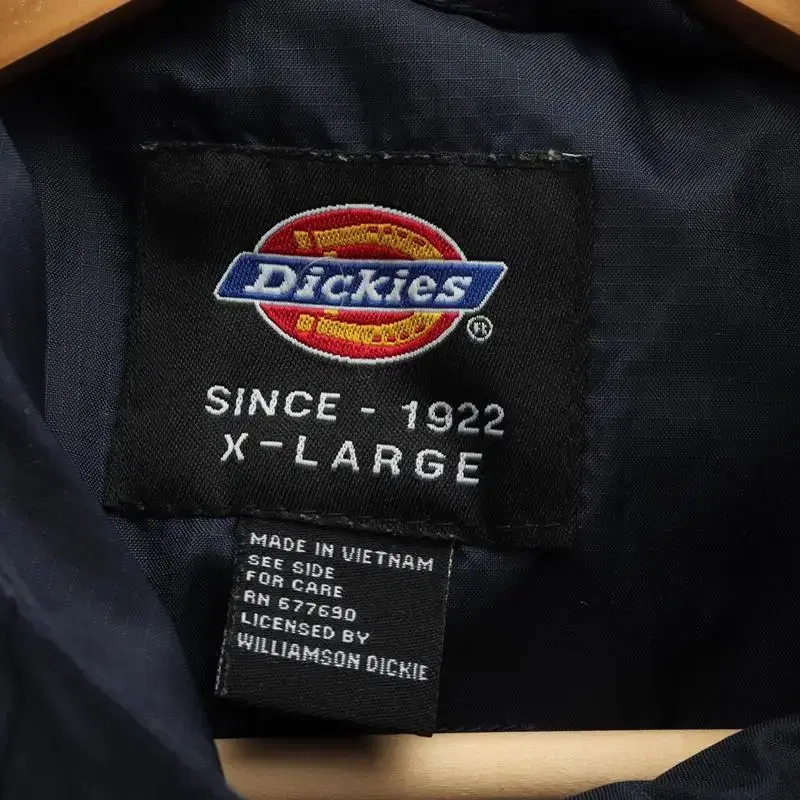 Dickies ®
SINCE - 1922
X-LARGE
MADE IN VIETNAM
SEE SIDE
FOR CARE
RN 677690
LICENSED BY
WILLIAMSON DICKIE